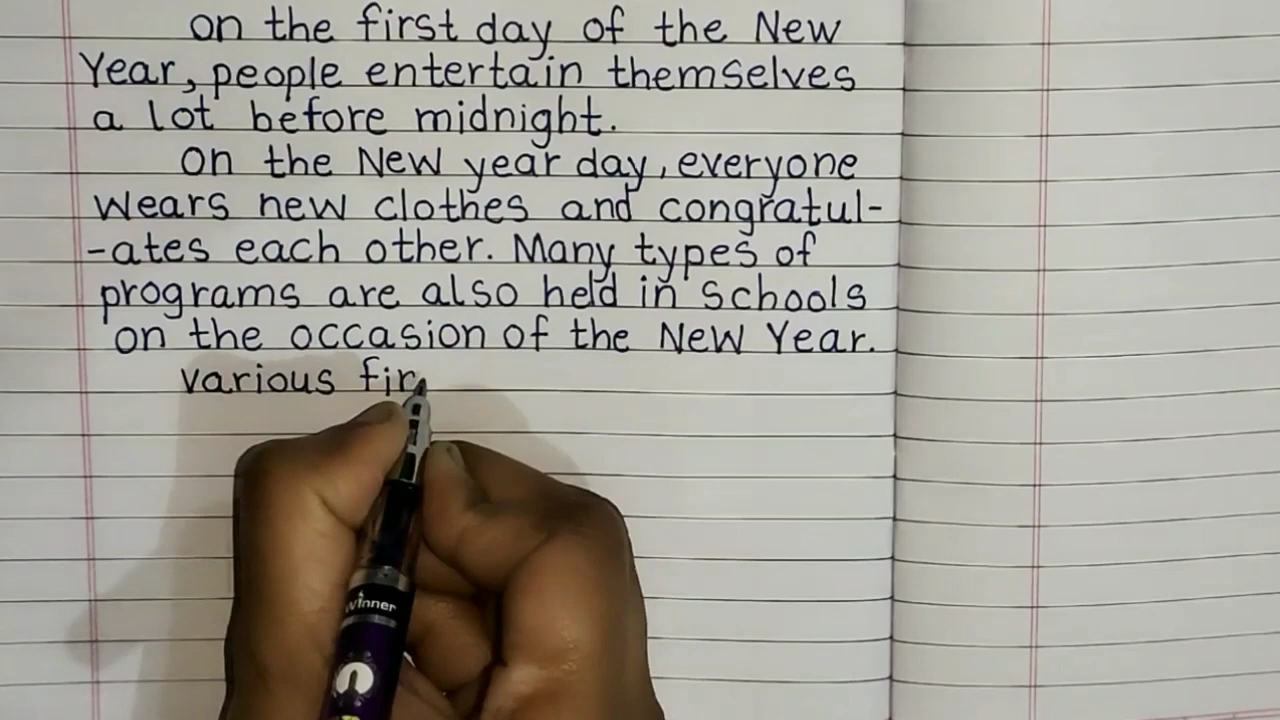 on the first day of the New
Year, people entertain themselves
a lot before midnight.
On the New year day, everyone
wears new clothes and congratul-
-ates each other. Many types of
programs are also held in schools
on the occasion of the New Year.
various fir
Winner